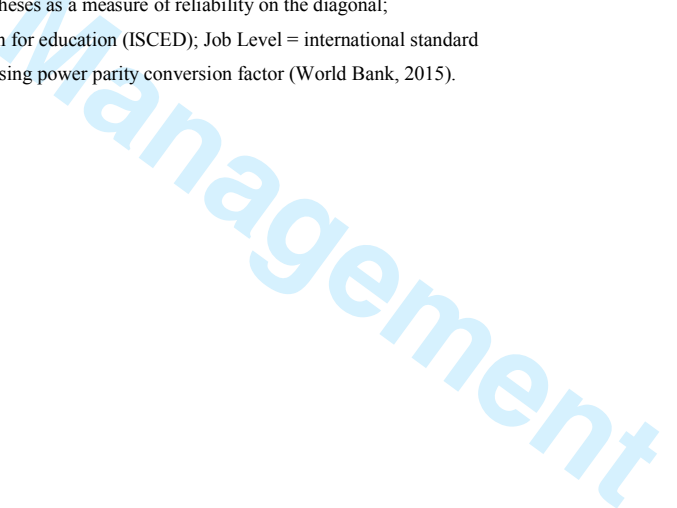 heses as a measure of reliability on the diagonal;
n for education (ISCED); Job Level = international standard
sing power parity conversion factor (World Bank, 2015).
Management